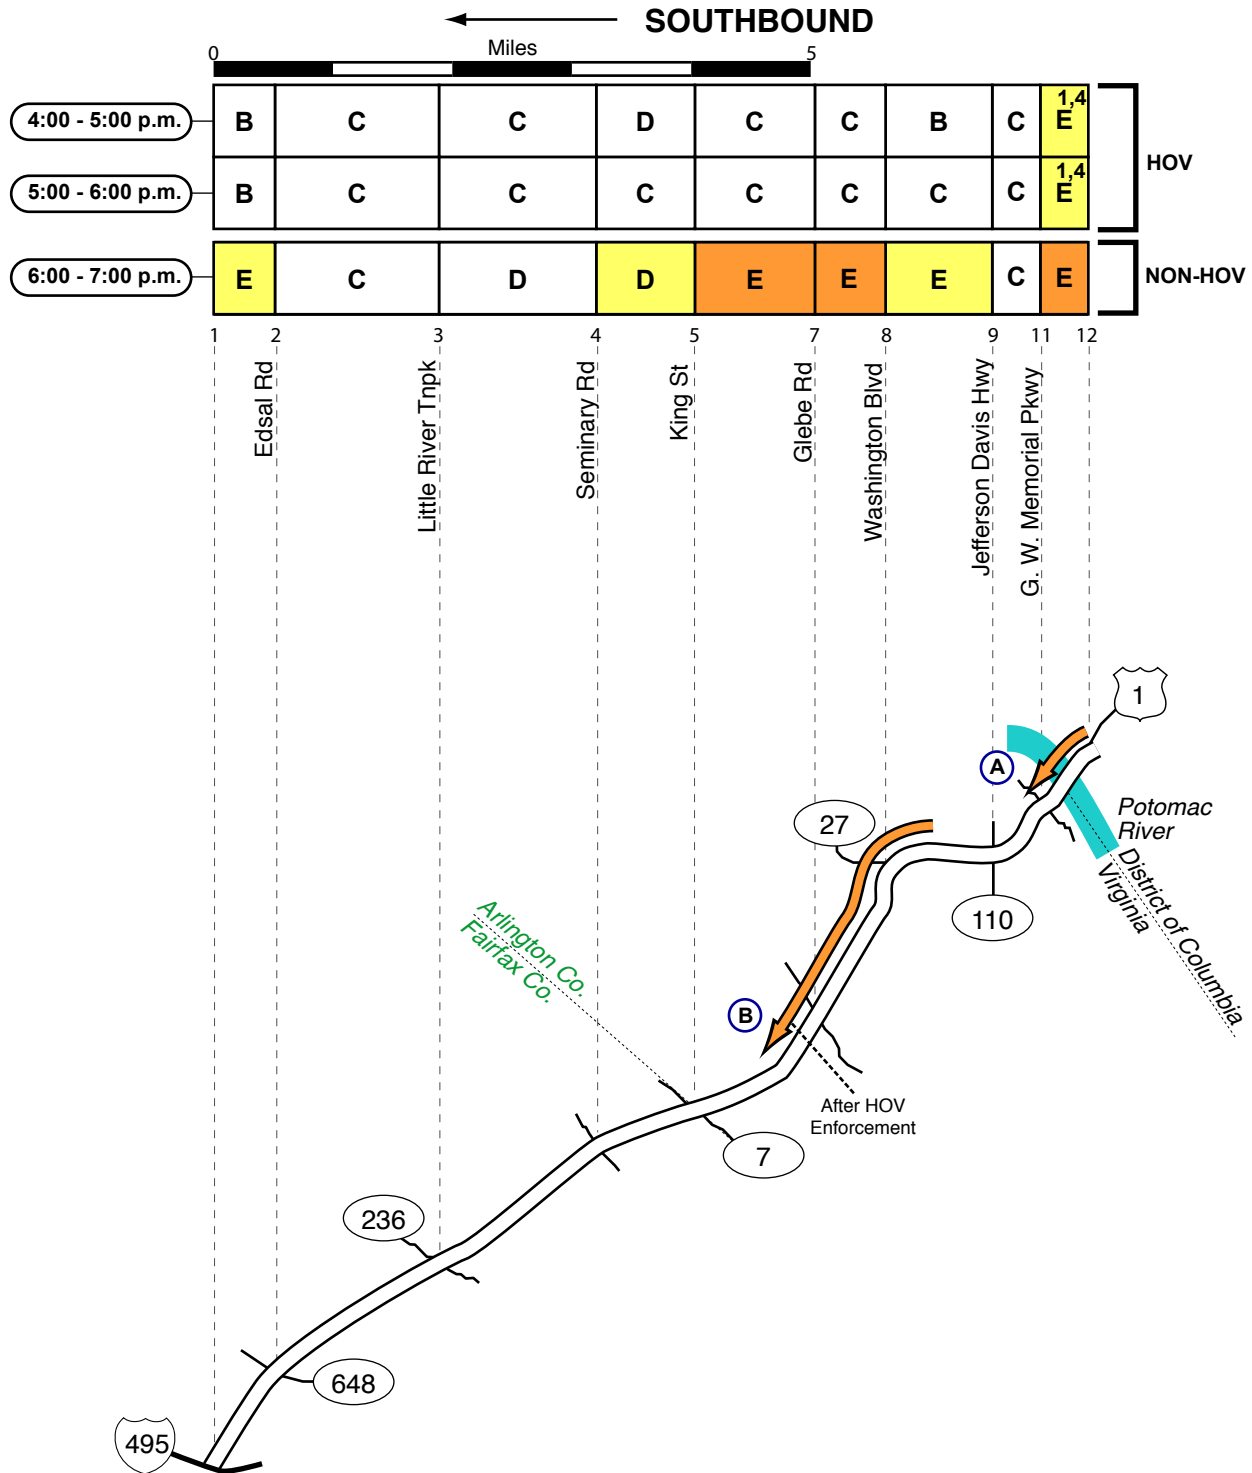 SOUTHBOUND
0 Miles 5
4:00 - 5:00 p.m. B C C D C C B C 1,4 E
HOV
5:00 - 6:00 p.m. B C C C C C C C 1,4 E
6:00 - 7:00 p.m. E C D D E E E C E NON-HOV
1 2 3 4 5 7 8 9 11 12
Edsal Rd
Little River Tnpk
Seminary Rd
King St
Glebe Rd
Washington Blvd
Jefferson Davis Hwy
G. W. Memorial Pkwy
1
A
Potomac
River
27
District of Columbia
Virginia
110
Arlington Co.
Fairfax Co.
B
After HOV
Enforcement
7
236
648
495